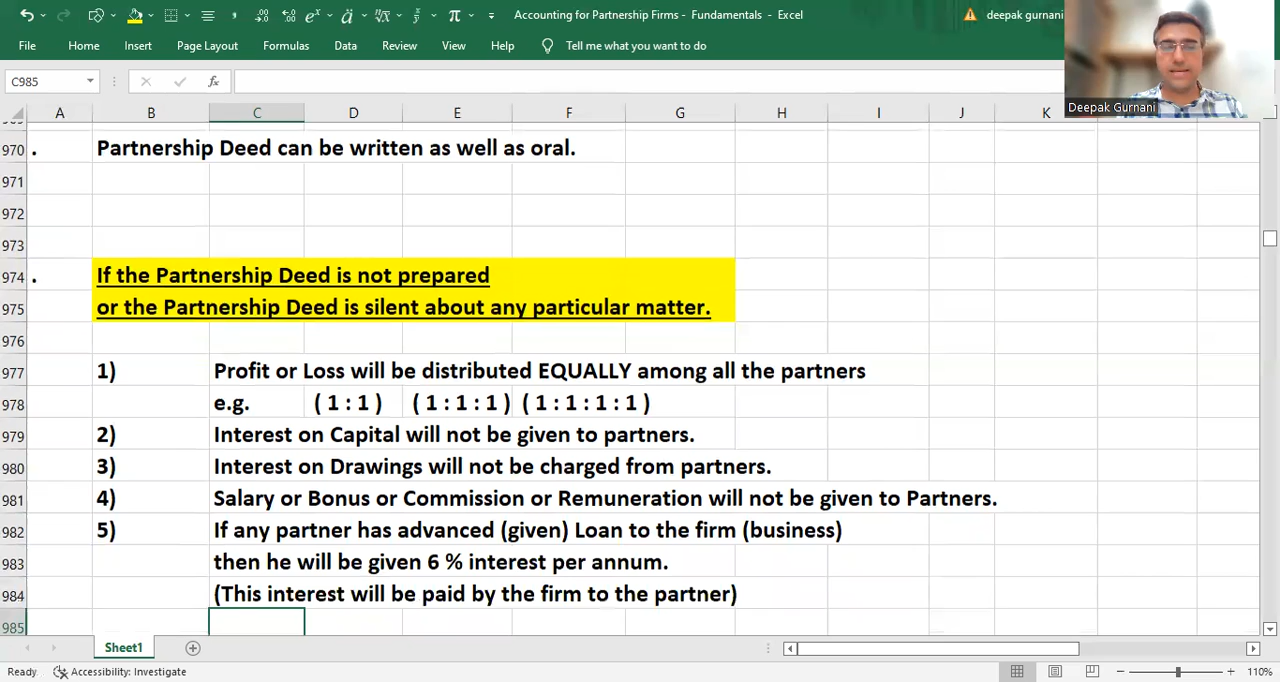 Accounting for Partnership Firms - Fundamentals - Excel
deepak gurnani
File Home Insert Page Layout Formulas Data Review View Help Tell me what you want to do
C985
fx
Deepak Gurnani
A B C D E F G H I J K
970 . Partnership Deed can be written as well as oral.
971
972
973
974 . If the Partnership Deed is not prepared
975 or the Partnership Deed is silent about any particular matter.
976
977 1) Profit or Loss will be distributed EQUALLY among all the partners
978 e.g. ( 1 : 1 ) ( 1 : 1 : 1 ) ( 1 : 1 : 1 : 1 )
979 2) Interest on Capital will not be given to partners.
980 3) Interest on Drawings will not be charged from partners.
981 4) Salary or Bonus or Commission or Remuneration will not be given to Partners.
982 5) If any partner has advanced (given) Loan to the firm (business)
983 then he will be given 6 % interest per annum.
984 (This interest will be paid by the firm to the partner)
985
Sheet1
Ready Accessibility: Investigate 110%